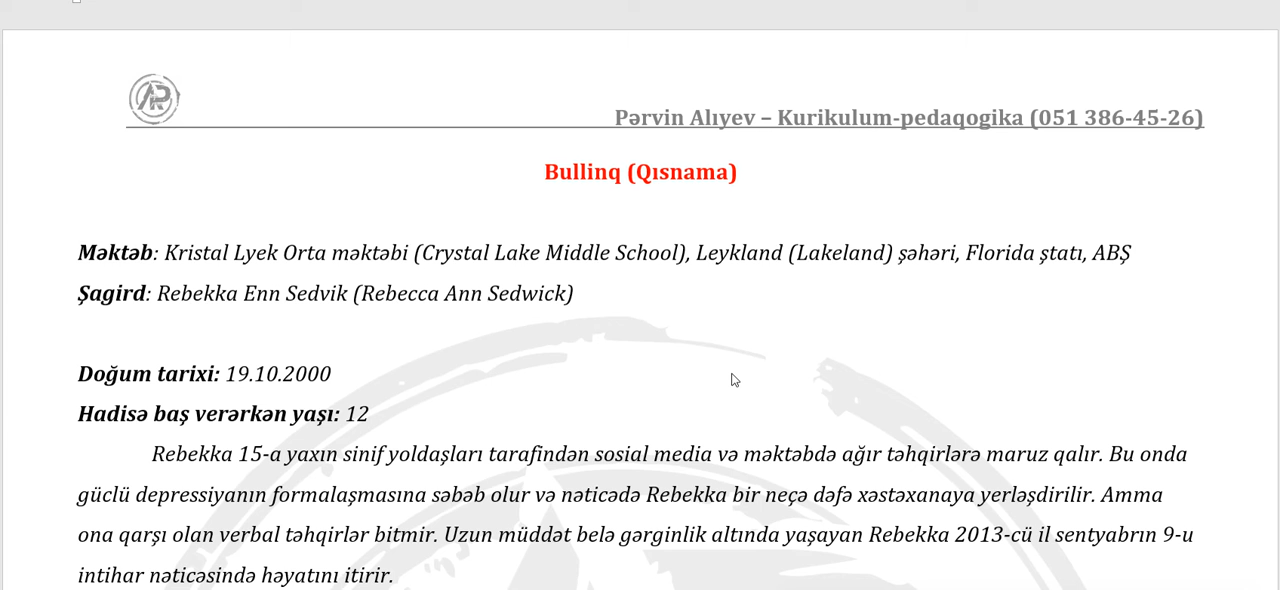 AR
Pərvin Alıyev – Kurikulum-pedaqogika (051 386-45-26)
Bullinq (Qısnama)
Məktəb: Kristal Lyek Orta məktəbi (Crystal Lake Middle School), Leykland (Lakeland) şəhəri, Florida ştatı, ABŞ
Şagird: Rebekka Enn Sedvik (Rebecca Ann Sedwick)
Doğum tarixi: 19.10.2000
Hadisə baş verərkən yaşı: 12
Rebekka 15-a yaxın sinif yoldaşları tarafindən sosial media və məktəbdə ağır təhqirlərə maruz qalır. Bu onda
güclü depressiyanın formalaşmasına səbəb olur və nəticədə Rebekka bir neçə dəfə xəstəxanaya yerləşdirilir. Amma
ona qarşı olan verbal təhqirlər bitmir. Uzun müddət belə gərginlik altında yaşayan Rebekka 2013-cü il sentyabrın 9-u
intihar nəticəsində həyatını itirir.